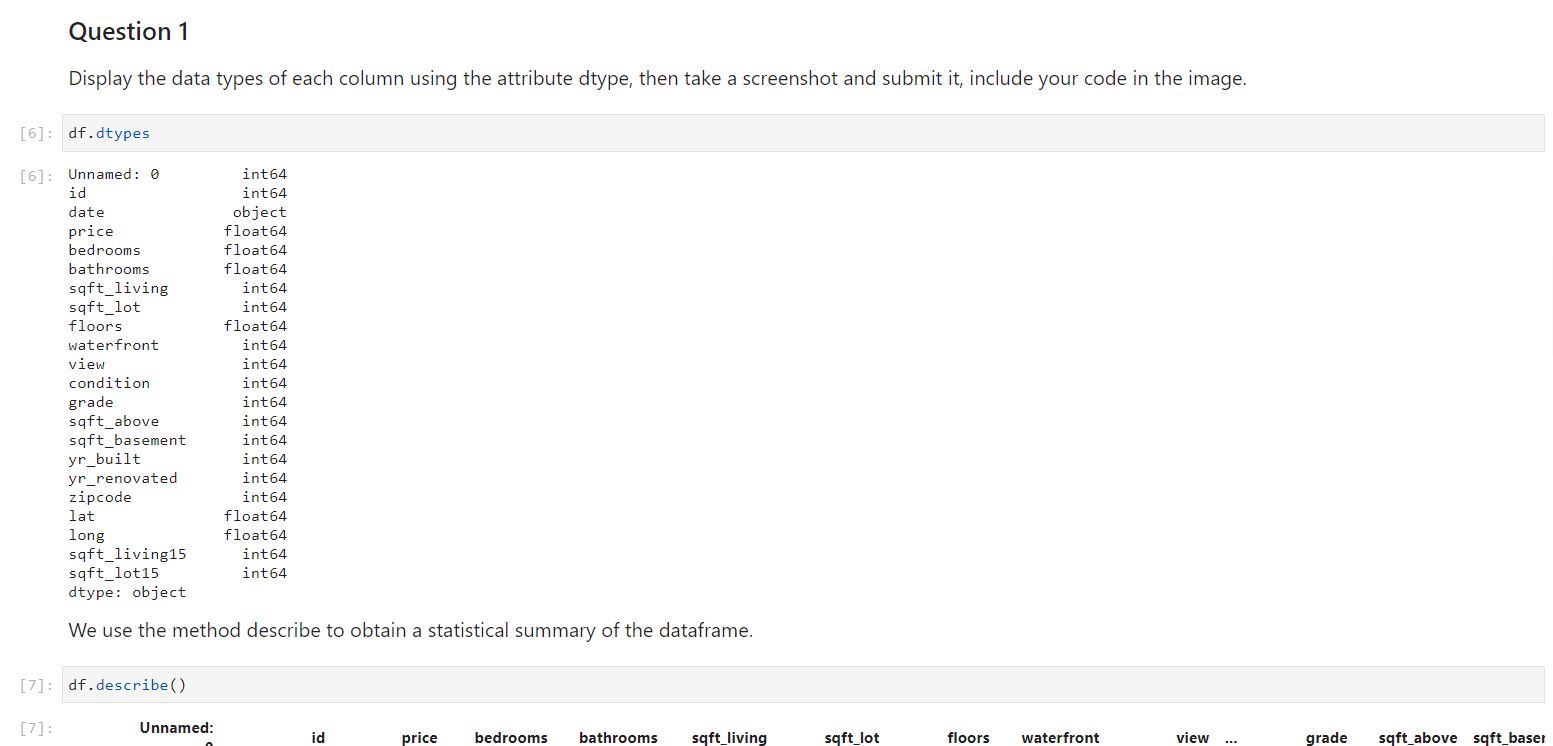 Question 1
Display the data types of each column using the attribute dtype, then take a screenshot and submit it, include your code in the image.
[6]: df.dtypes
[6]: Unnamed: 0 int64
id int64
date object
price float64
bedrooms float64
bathrooms float64
sqft_living int64
sqft_lot int64
floors float64
waterfront int64
view int64
condition int64
grade int64
sqft_above int64
sqft_basement int64
yr_built int64
yr_renovated int64
zipcode int64
lat float64
long float64
sqft_living15 int64
sqft_lot15 int64
dtype: object
We use the method describe to obtain a statistical summary of the dataframe.
[7]: df.describe()
[7]: Unnamed:
id price bedrooms bathrooms sqft_living sqft_lot floors waterfront view ... grade sqft_above